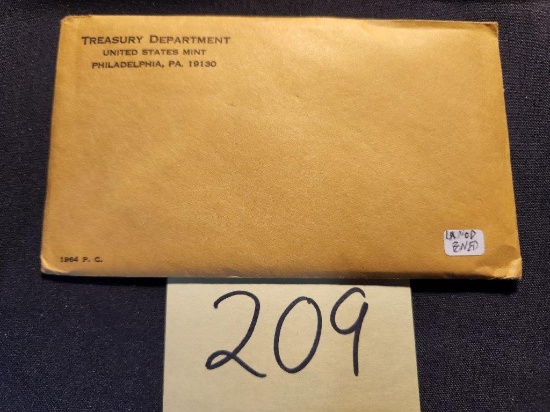 TREASURY DEPARTMENT
UNITED STATES MINT
PHILADELPHIA, PA. 19130
1964 P. C.
209